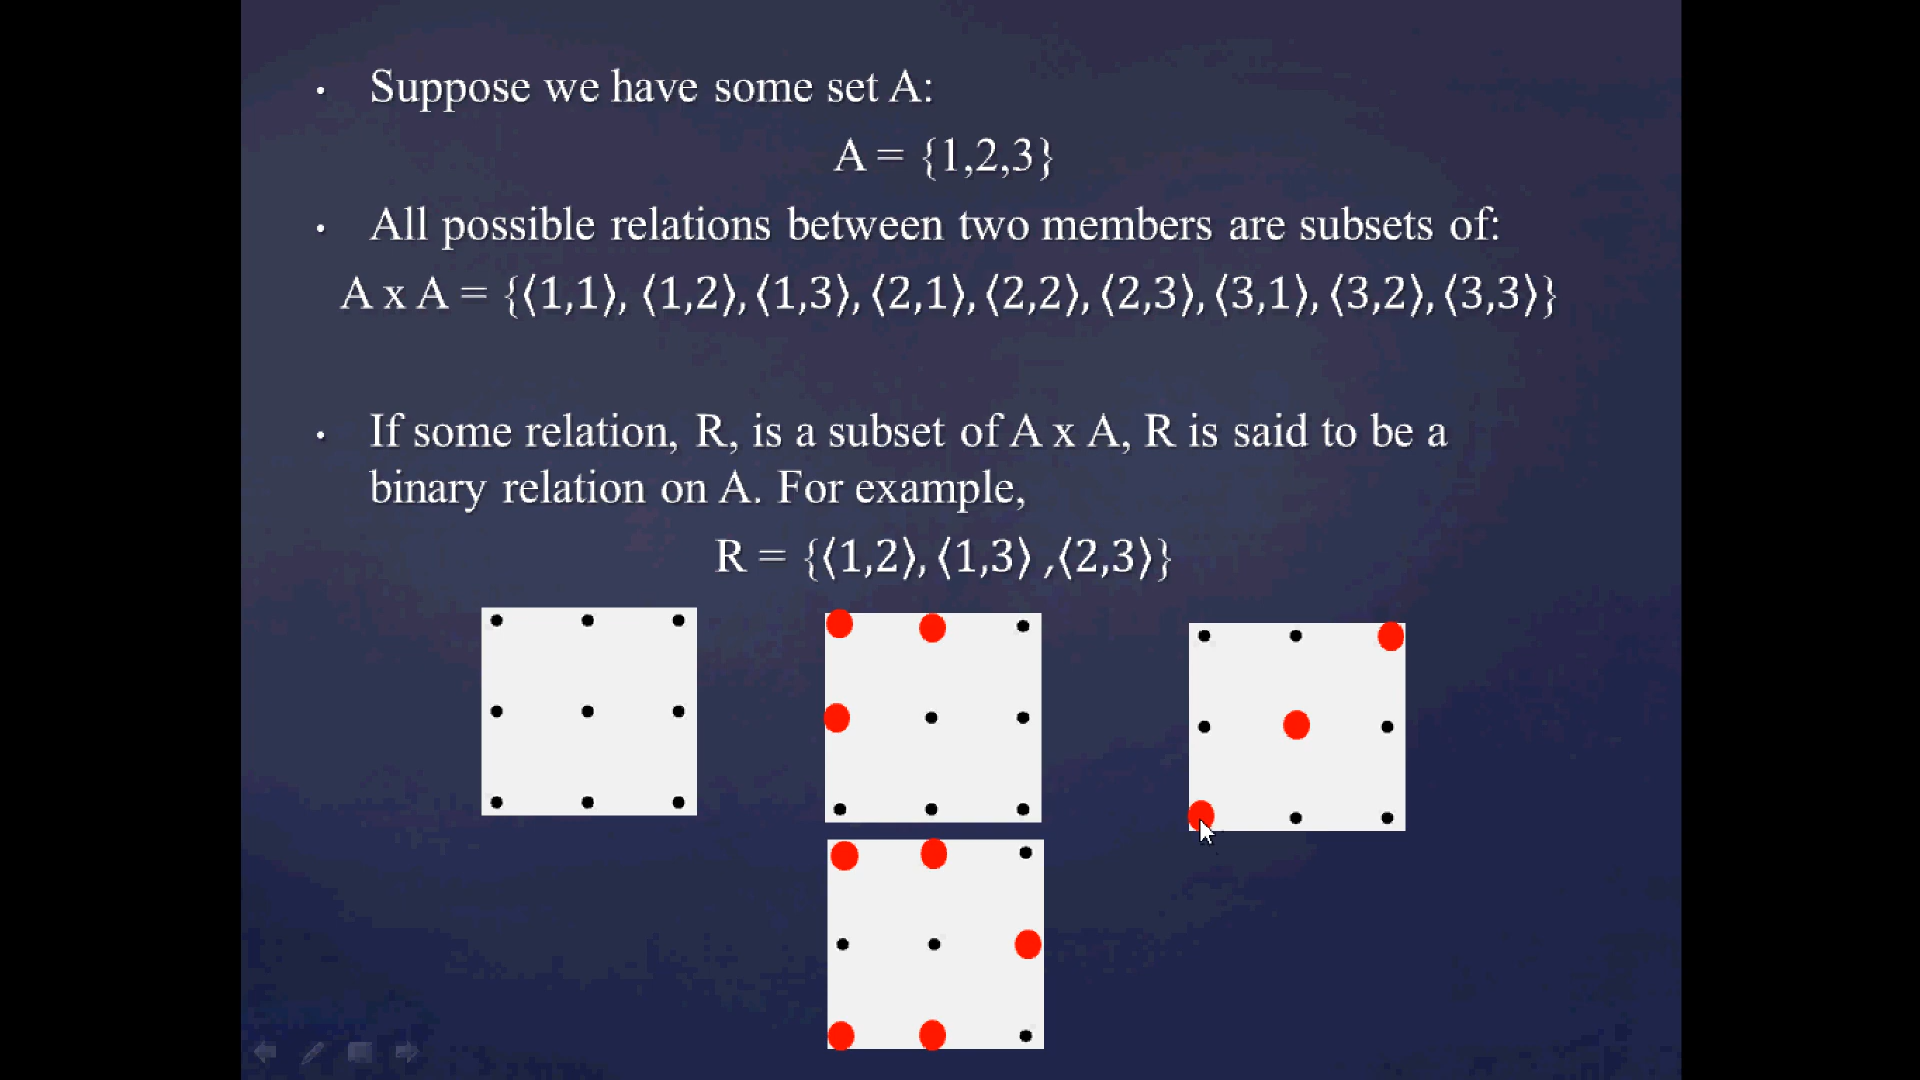 • Suppose we have some set A:
A = {1,2,3}
• All possible relations between two members are subsets of:
A x A = {⟨1,1⟩, ⟨1,2⟩, ⟨1,3⟩, ⟨2,1⟩, ⟨2,2⟩, ⟨2,3⟩, ⟨3,1⟩, ⟨3,2⟩, ⟨3,3⟩}
• If some relation, R, is a subset of A x A, R is said to be a
binary relation on A. For example,
R = {⟨1,2⟩, ⟨1,3⟩ ,⟨2,3⟩}